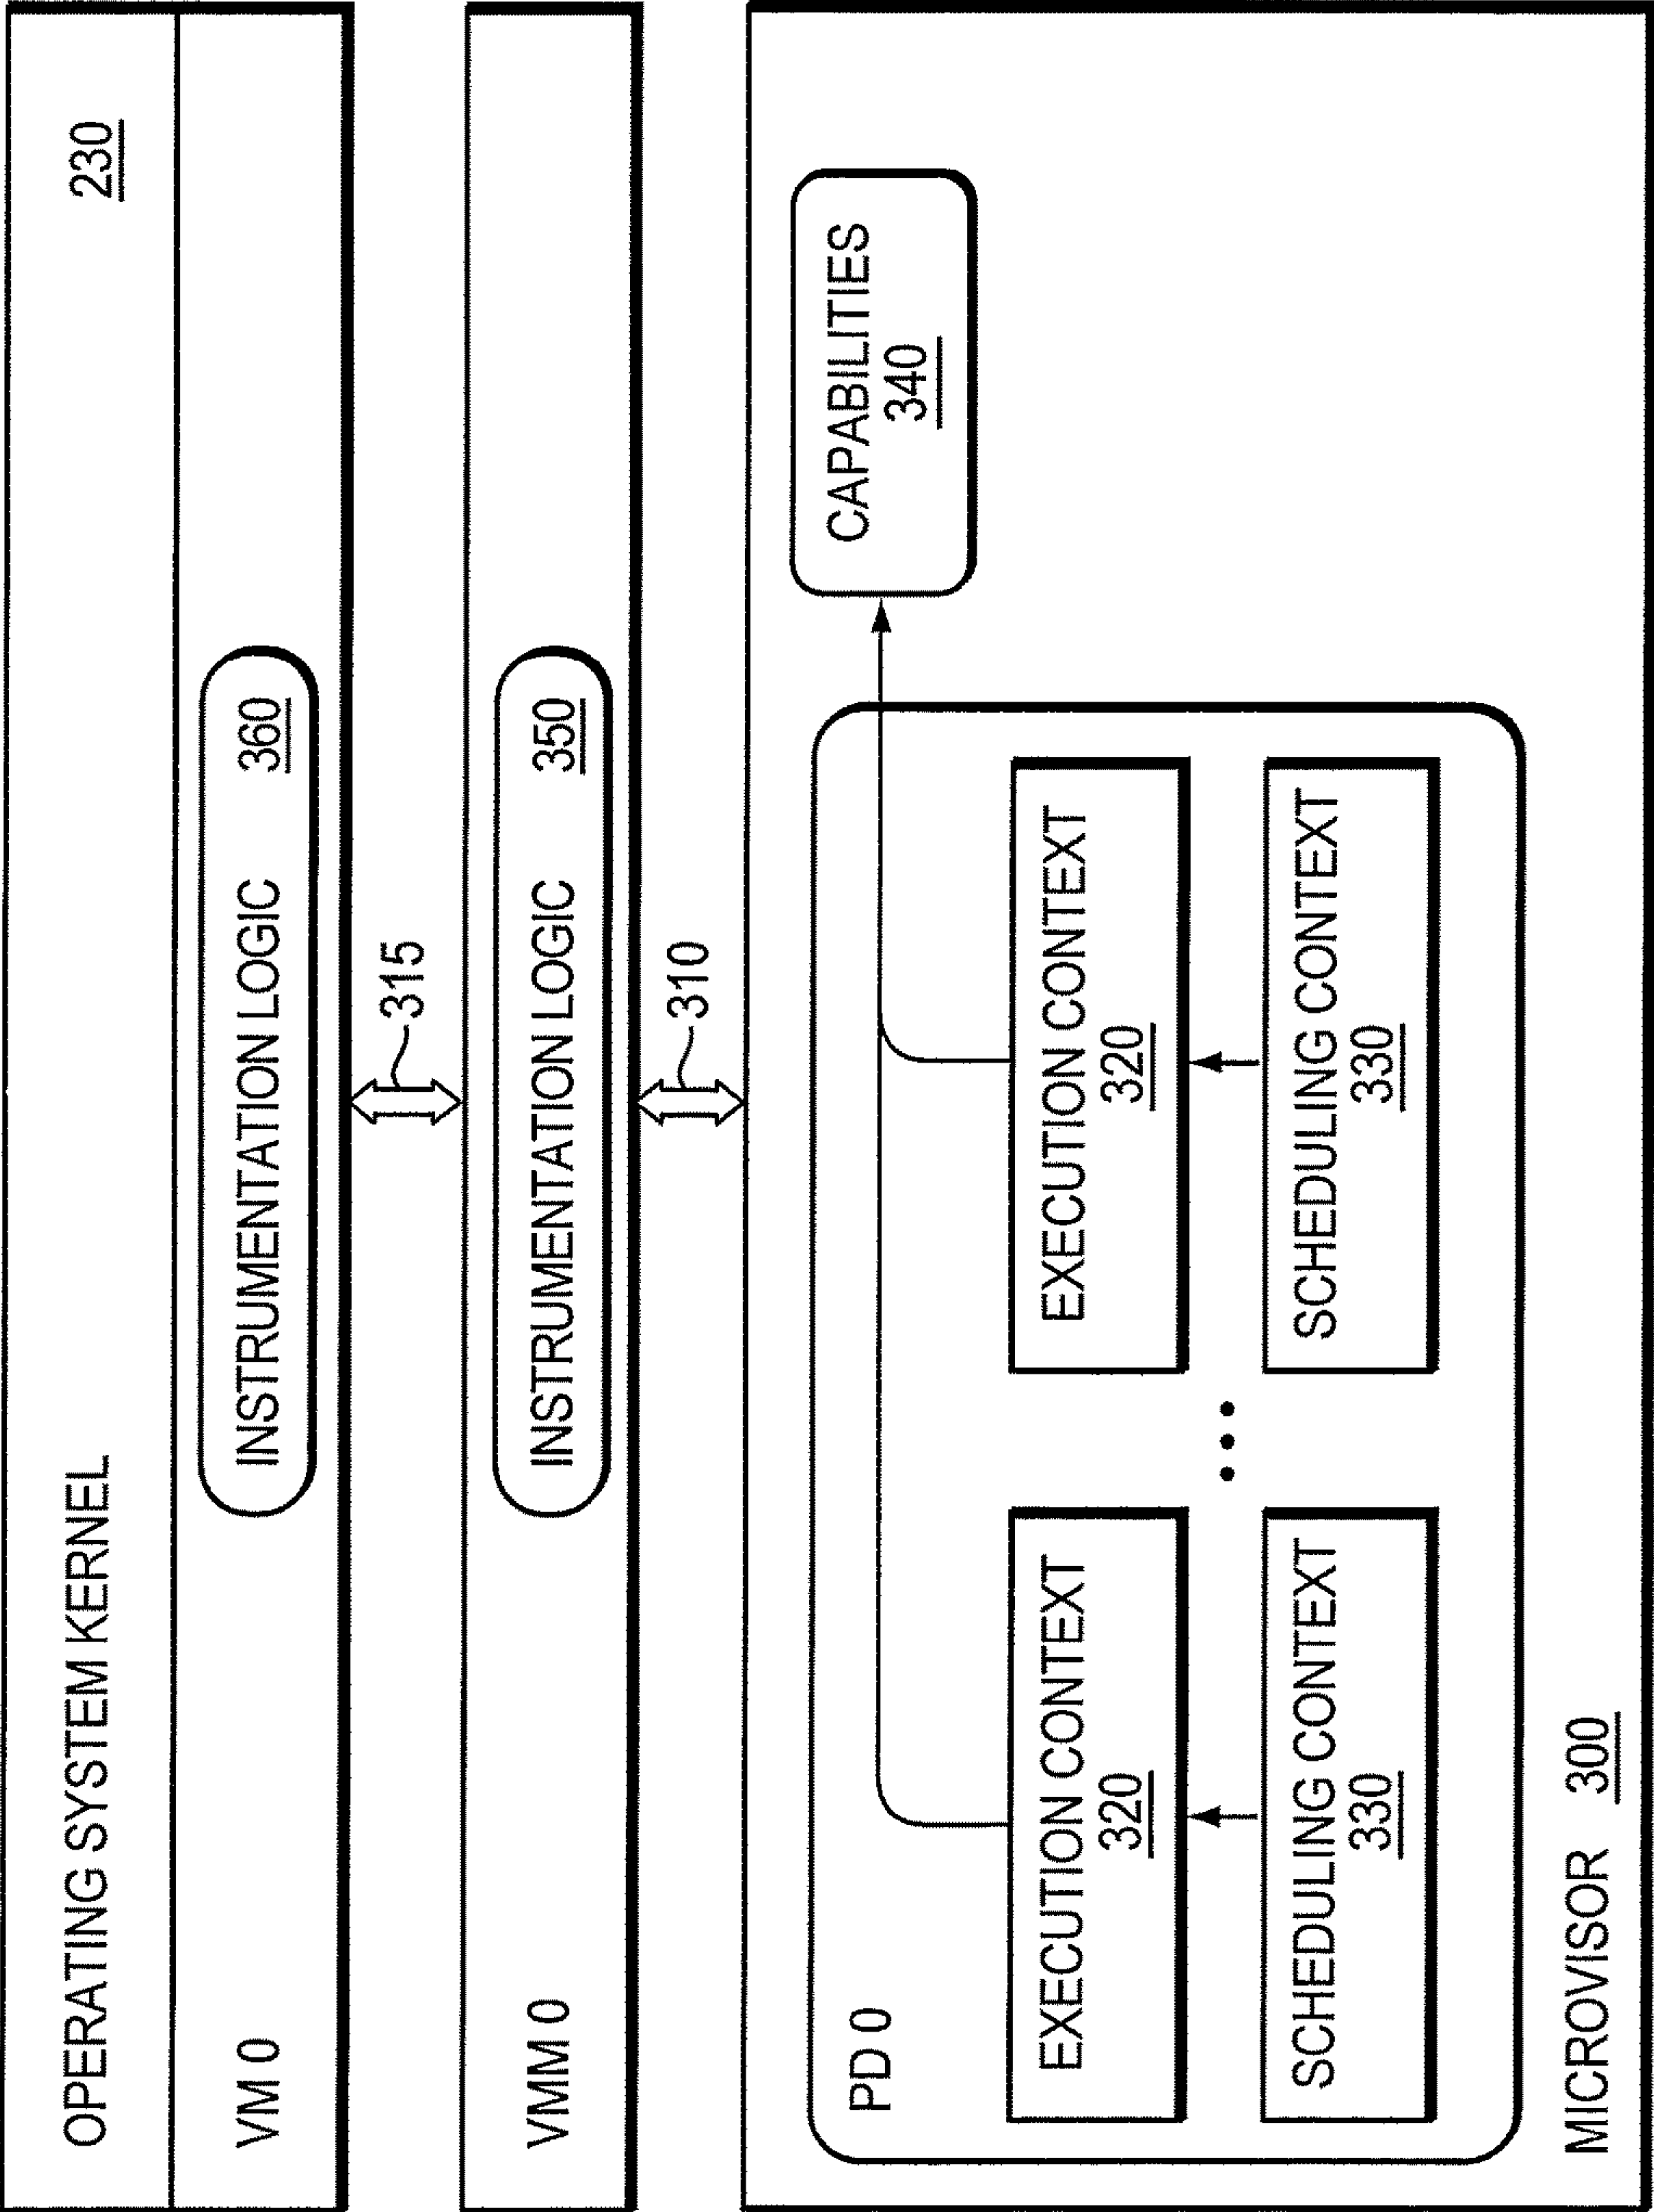 OPERATING SYSTEM KERNEL 230
VM 0 INSTRUMENTATION LOGIC 360
315
VMM 0 INSTRUMENTATION LOGIC 350
310
PD 0
CAPABILITIES
340
EXECUTION CONTEXT
320
EXECUTION CONTEXT
320
SCHEDULING CONTEXT
330
SCHEDULING CONTEXT
330
MICROVISOR 300